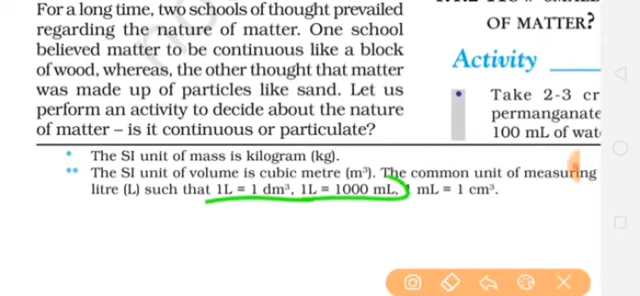 For a long time, two schools of thought prevailed
regarding the nature of matter. One school
believed matter to be continuous like a block
of wood, whereas, the other thought that matter
was made up of particles like sand. Let us
perform an activity to decide about the nature
of matter – is it continuous or particulate?
OF MATTER?
Activity
Take 2-3 cr
permanganate
100 mL of wat
* The SI unit of mass is kilogram (kg).
** The SI unit of volume is cubic metre (m³). The common unit of measuring
litre (L) such that 1L = 1 dm³, 1L = 1000 mL, 1 mL = 1 cm³.